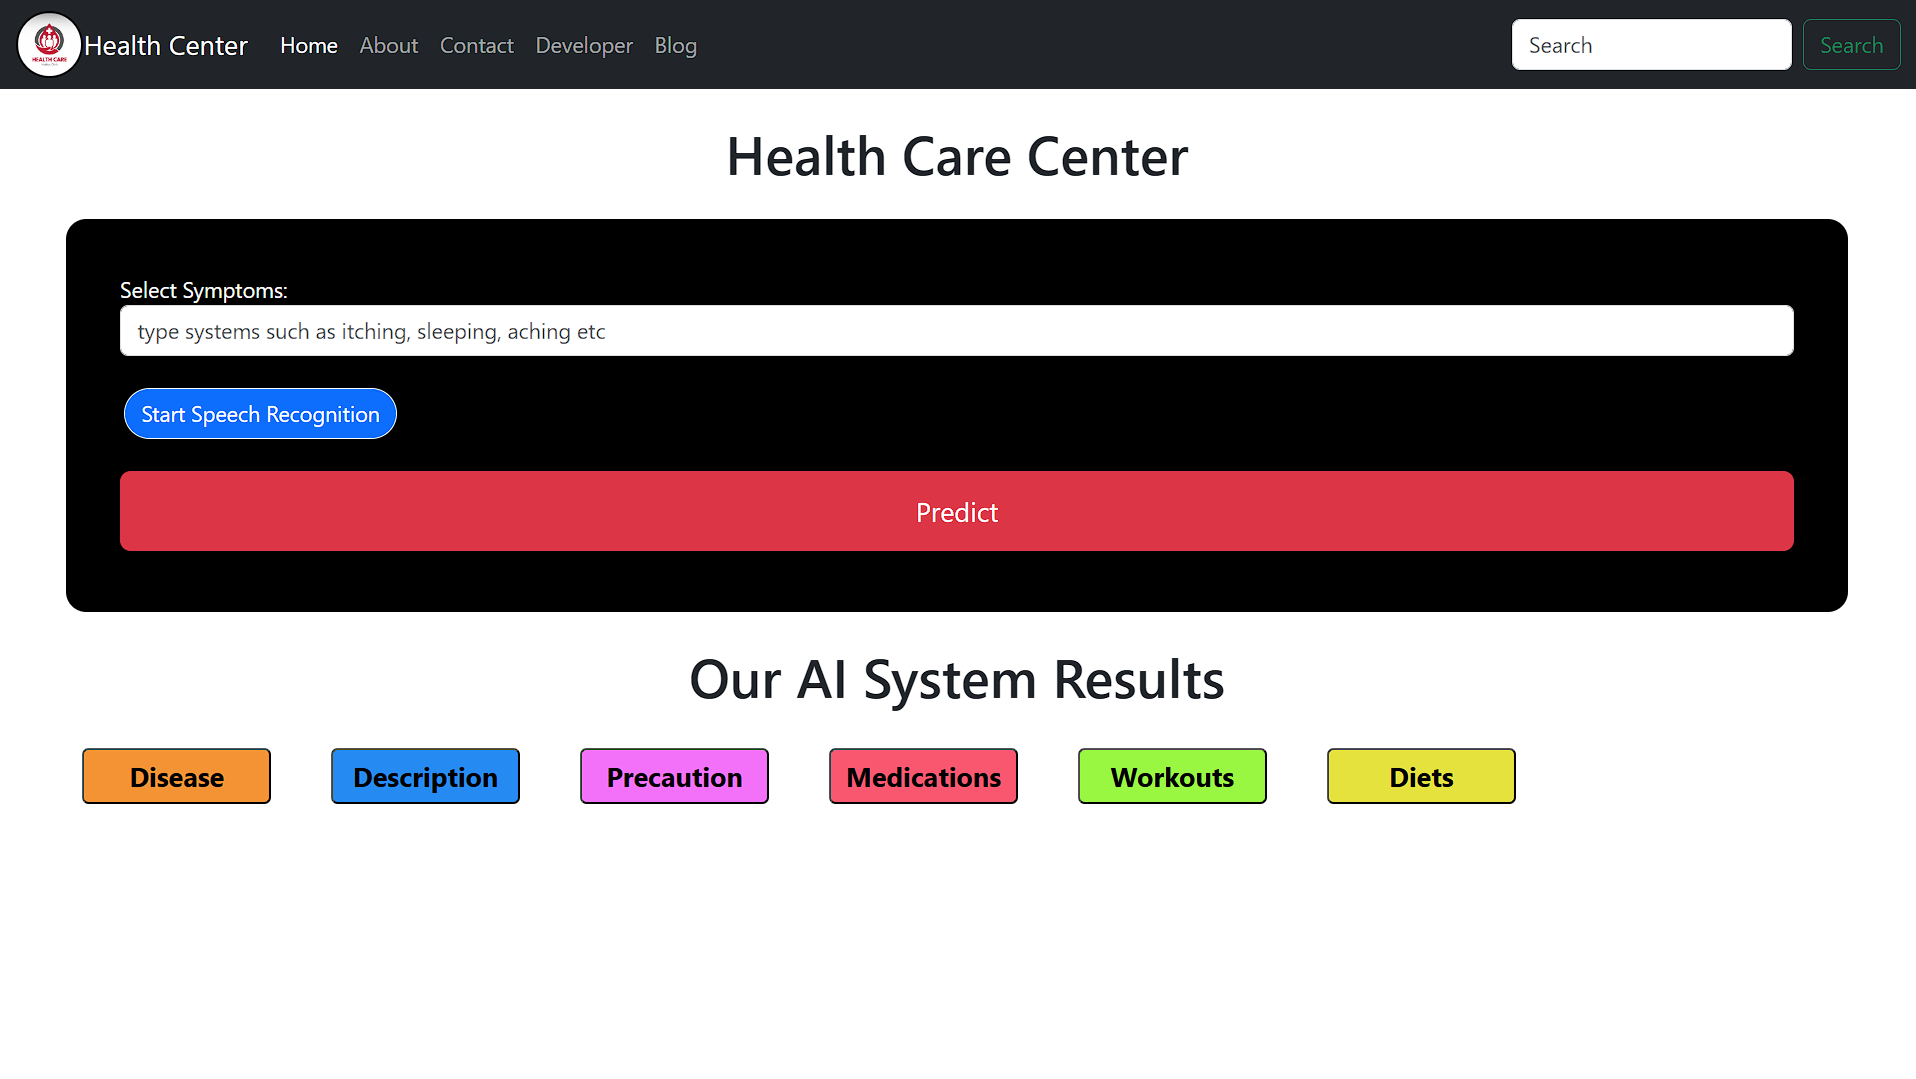 HEALTH CARE
Health Center Home About Contact Developer Blog Search Search
Health Care Center
Select Symptoms:
type systems such as itching, sleeping, aching etc
Start Speech Recognition
Predict
Our AI System Results
Disease Description Precaution Medications Workouts Diets